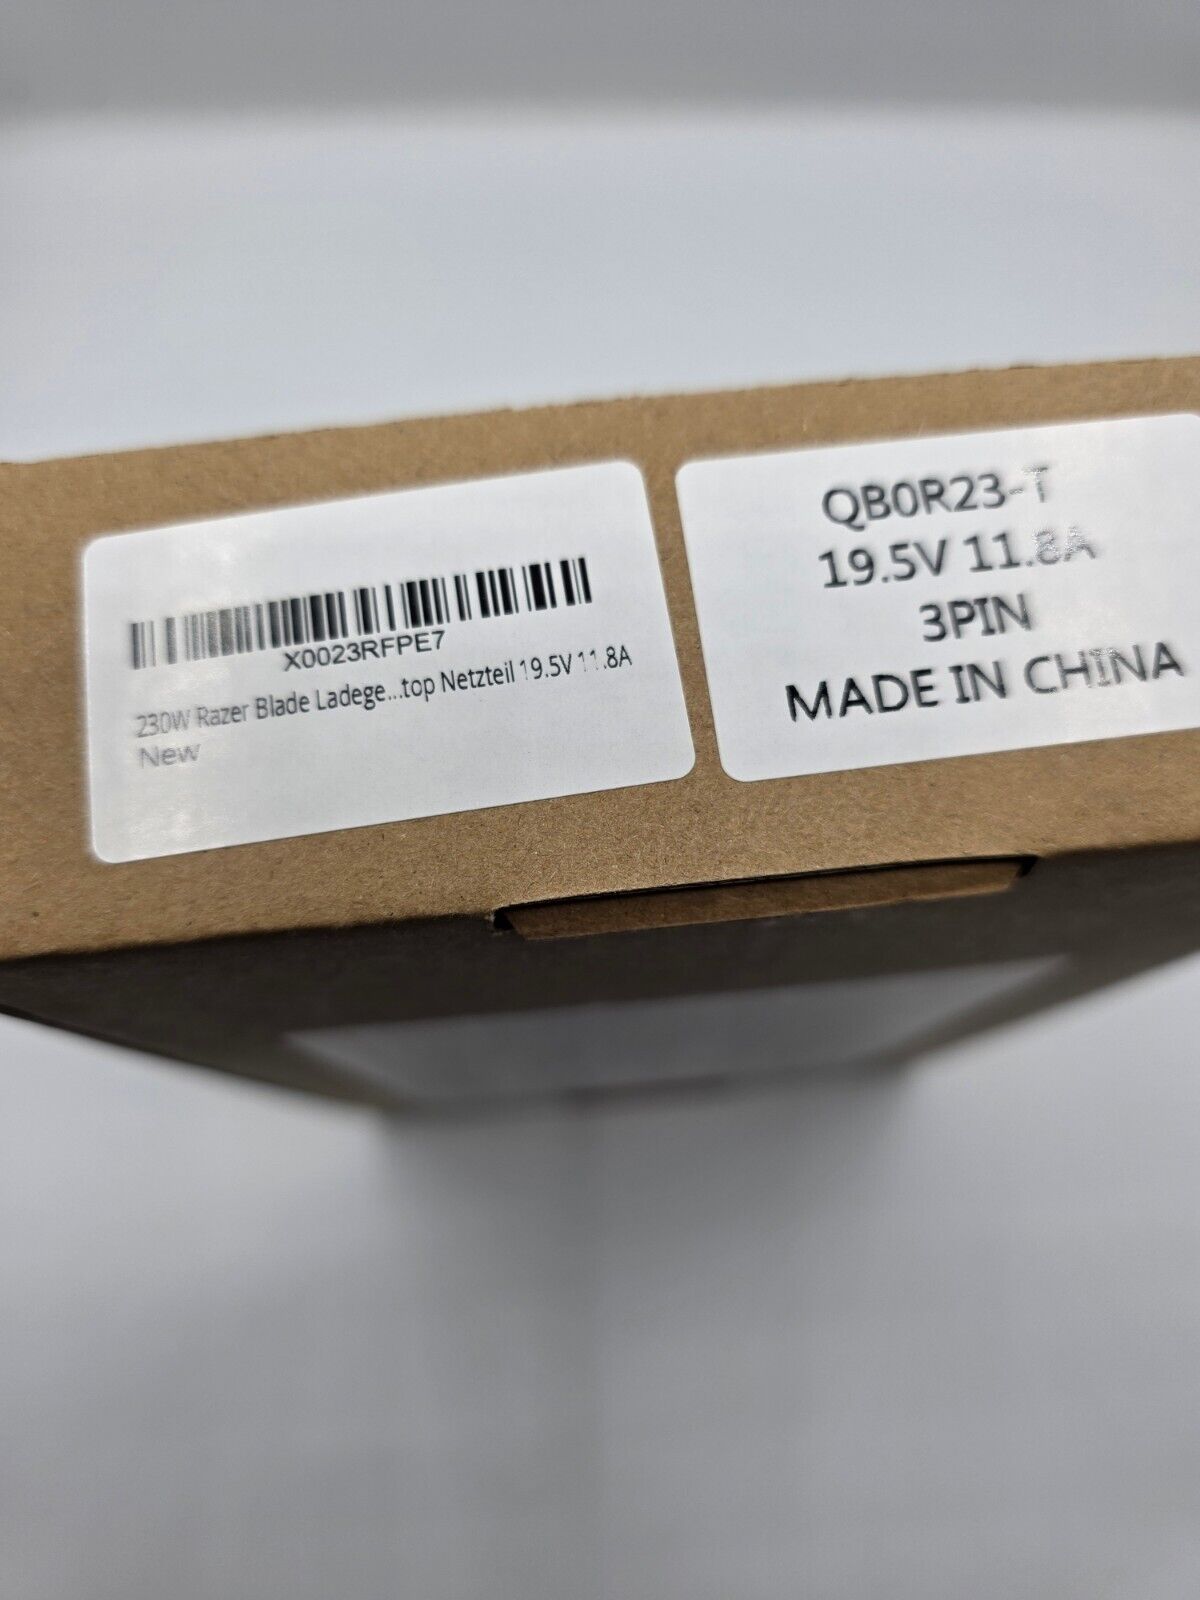 X0023RFPE7
230W Razer Blade Ladege...top Netzteil 19.5V 11.8A
New
QB0R23-T
19.5V 11.8A
3PIN
MADE IN CHINA